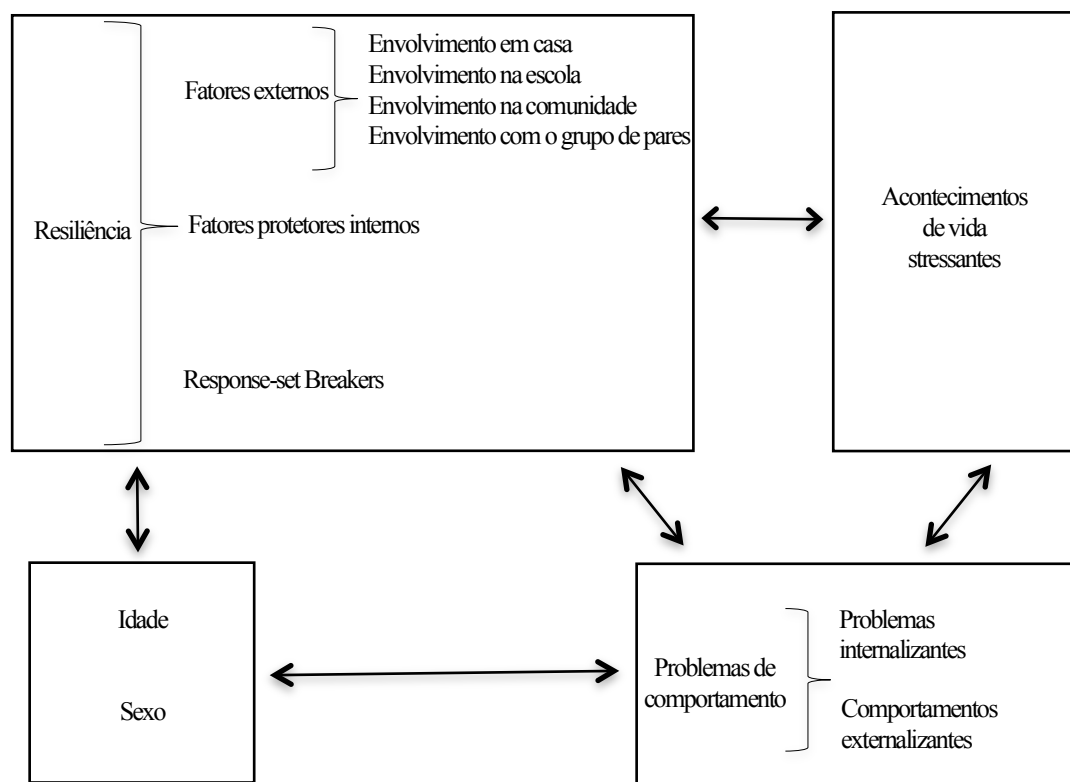 Envolvimento em casa
Envolvimento na escola
Fatores externos
Envolvimento na comunidade
Envolvimento com o grupo de pares
Resiliência
Fatores protetores internos
Response-set Breakers
Acontecimentos
de vida
stressantes
Idade
Sexo
Problemas de
comportamento
Problemas
internalizantes
Comportamentos
externalizantes